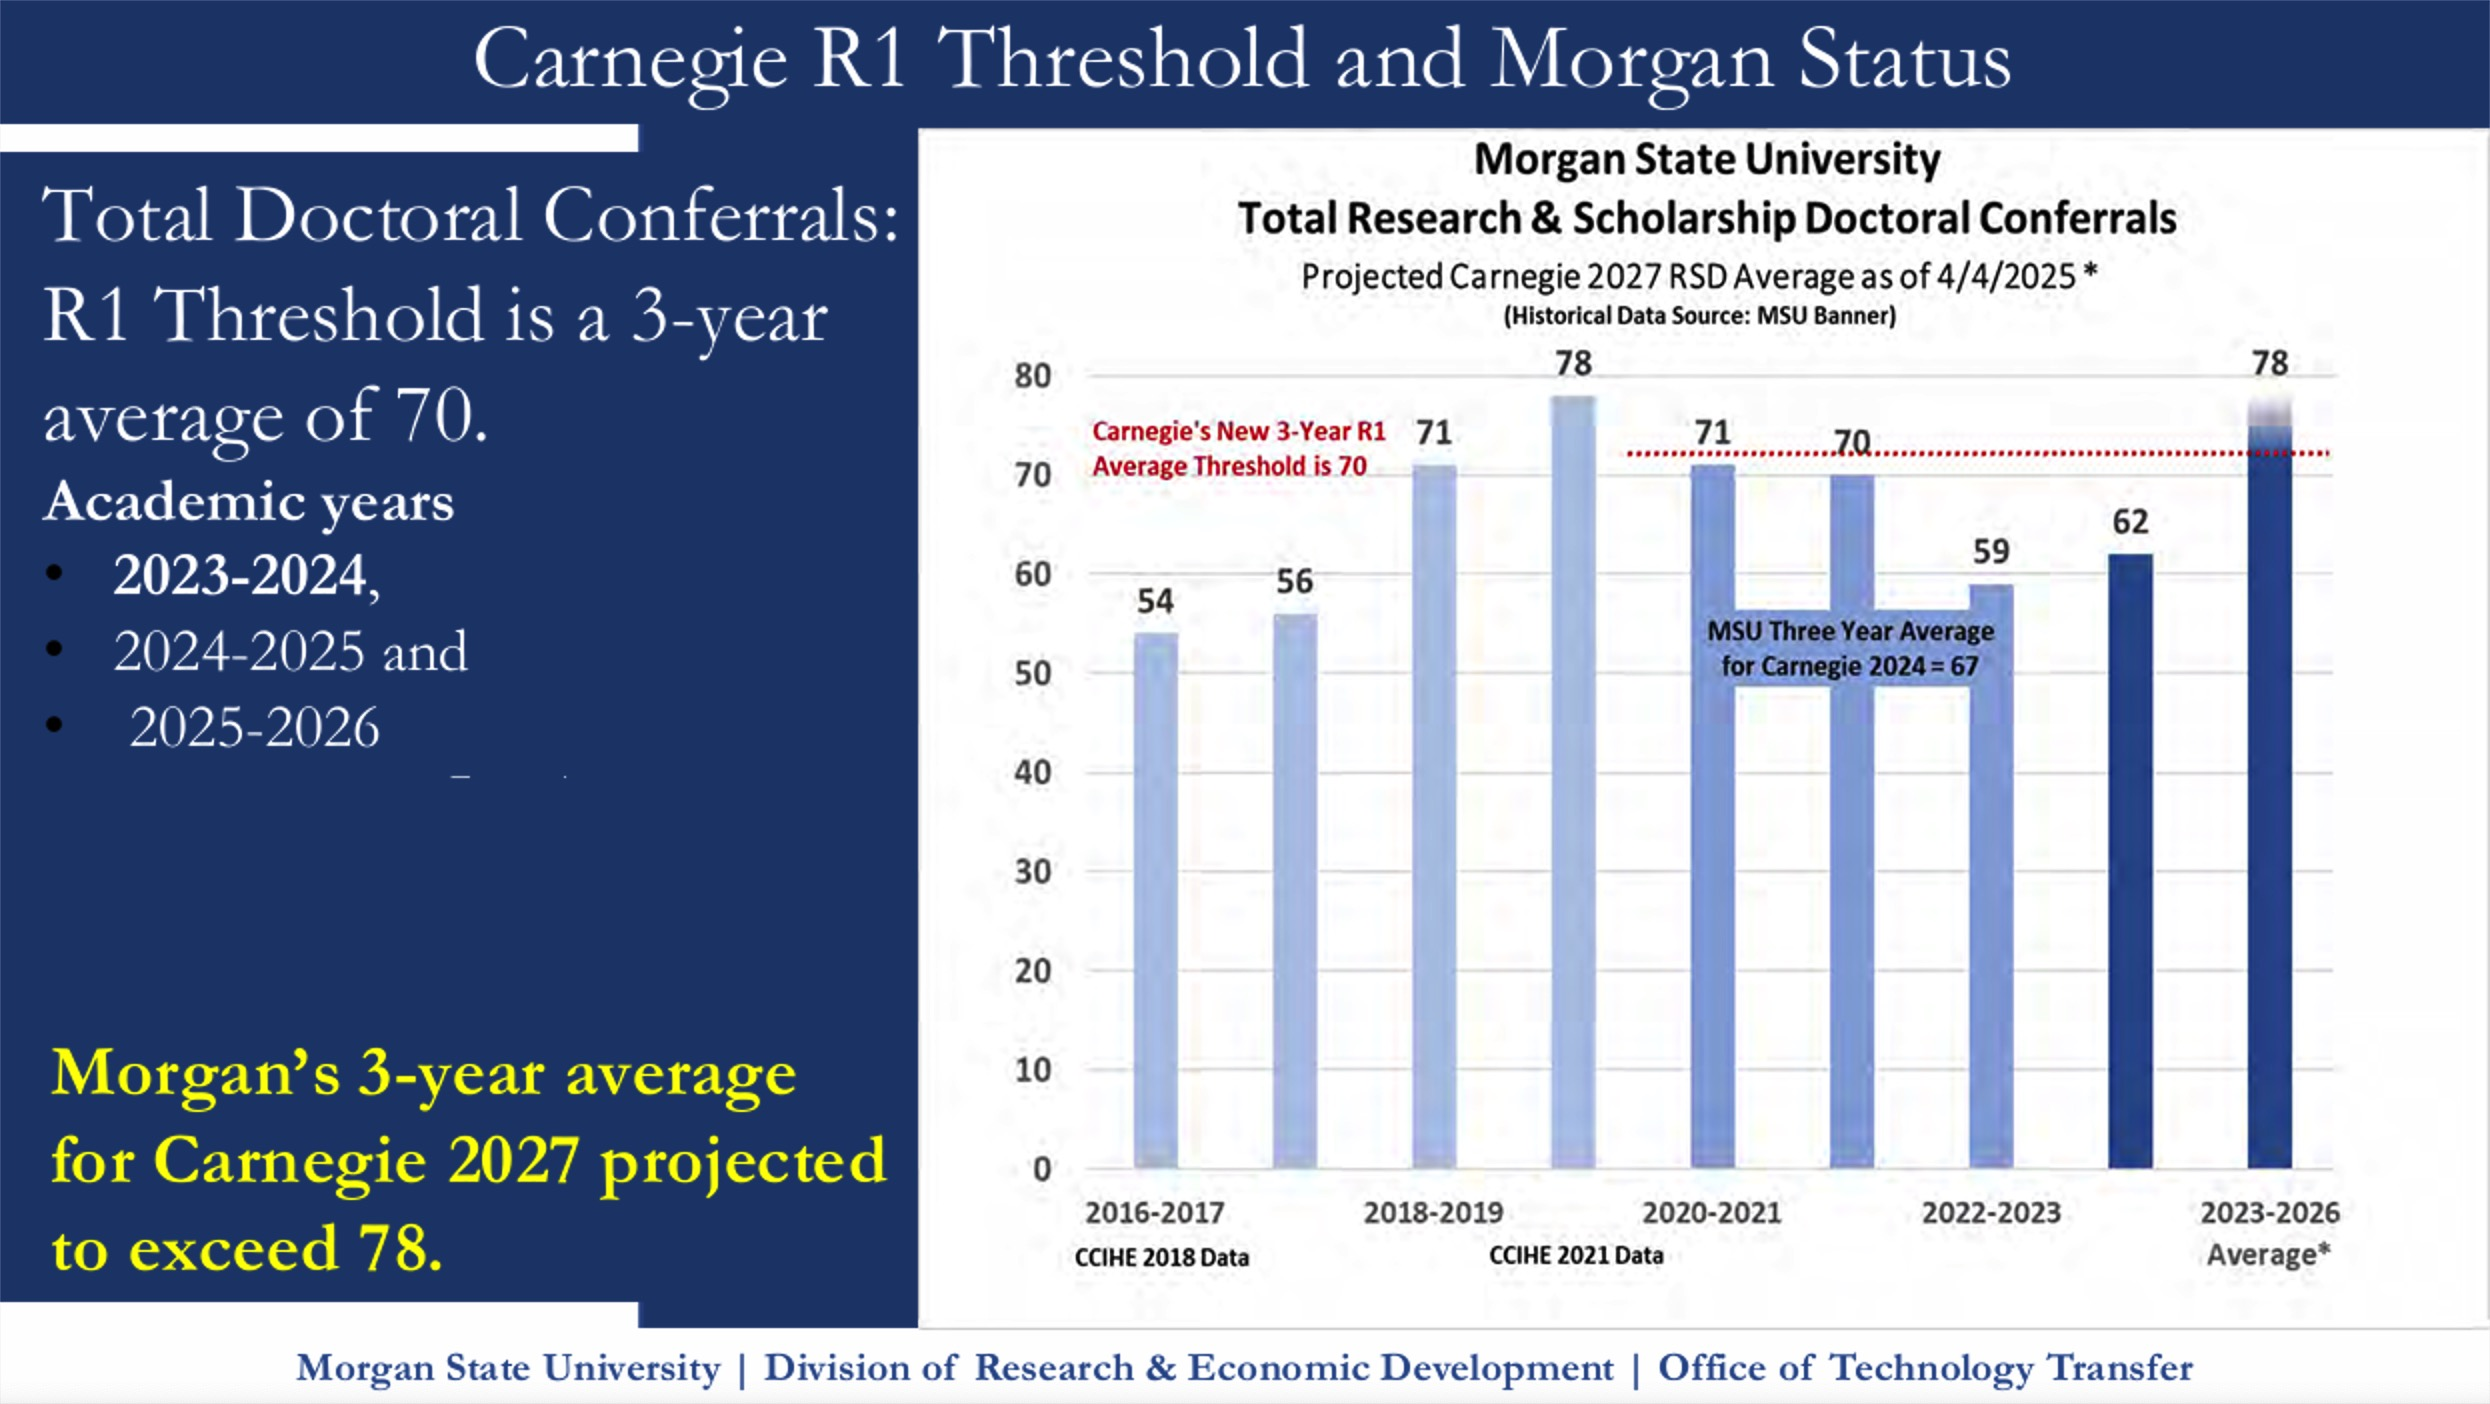 Carnegie R1 Threshold and Morgan Status
Total Doctoral Conferrals:
R1 Threshold is a 3-year
average of 70.
Academic years
• 2023-2024,
• 2024-2025 and
• 2025-2026
Morgan’s 3-year average
for Carnegie 2027 projected
to exceed 78.
Morgan State University
Total Research & Scholarship Doctoral Conferrals
Projected Carnegie 2027 RSD Average as of 4/4/2025 *
(Historical Data Source: MSU Banner)
80
70
60
50
40
30
20
10
0
Carnegie's New 3-Year R1
Average Threshold is 70
54
56
71
78
71
70
59
62
78
MSU Three Year Average
for Carnegie 2024 = 67
2016-2017
2018-2019
2020-2021
2022-2023
2023-2026
Average*
CCIHE 2018 Data
CCIHE 2021 Data
Morgan State University | Division of Research & Economic Development | Office of Technology Transfer